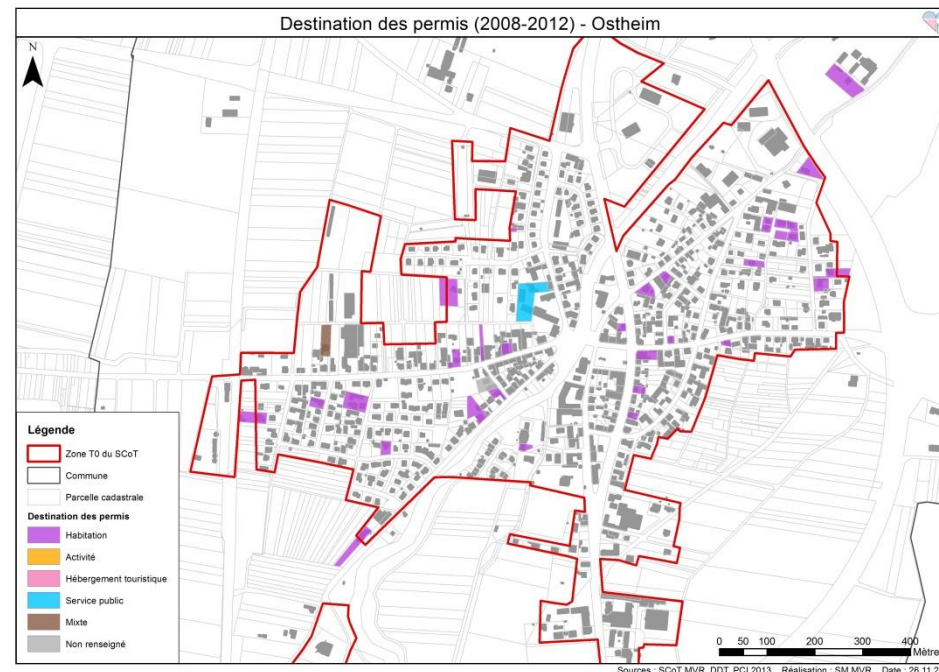 Destination des permis (2008-2012) - Ostheim
N
Légende
Zone T0 du SCoT
Commune
Parcelle cadastrale
Destination des permis
Habitation
Activité
Hébergement touristique
Service public
Mixte
Non renseigné
0 50 100 200 300 400
Mètre
Sources : SCoT MVR, DDT, PCI 2013 Réalisation : SM MVR Date : 26.11.2